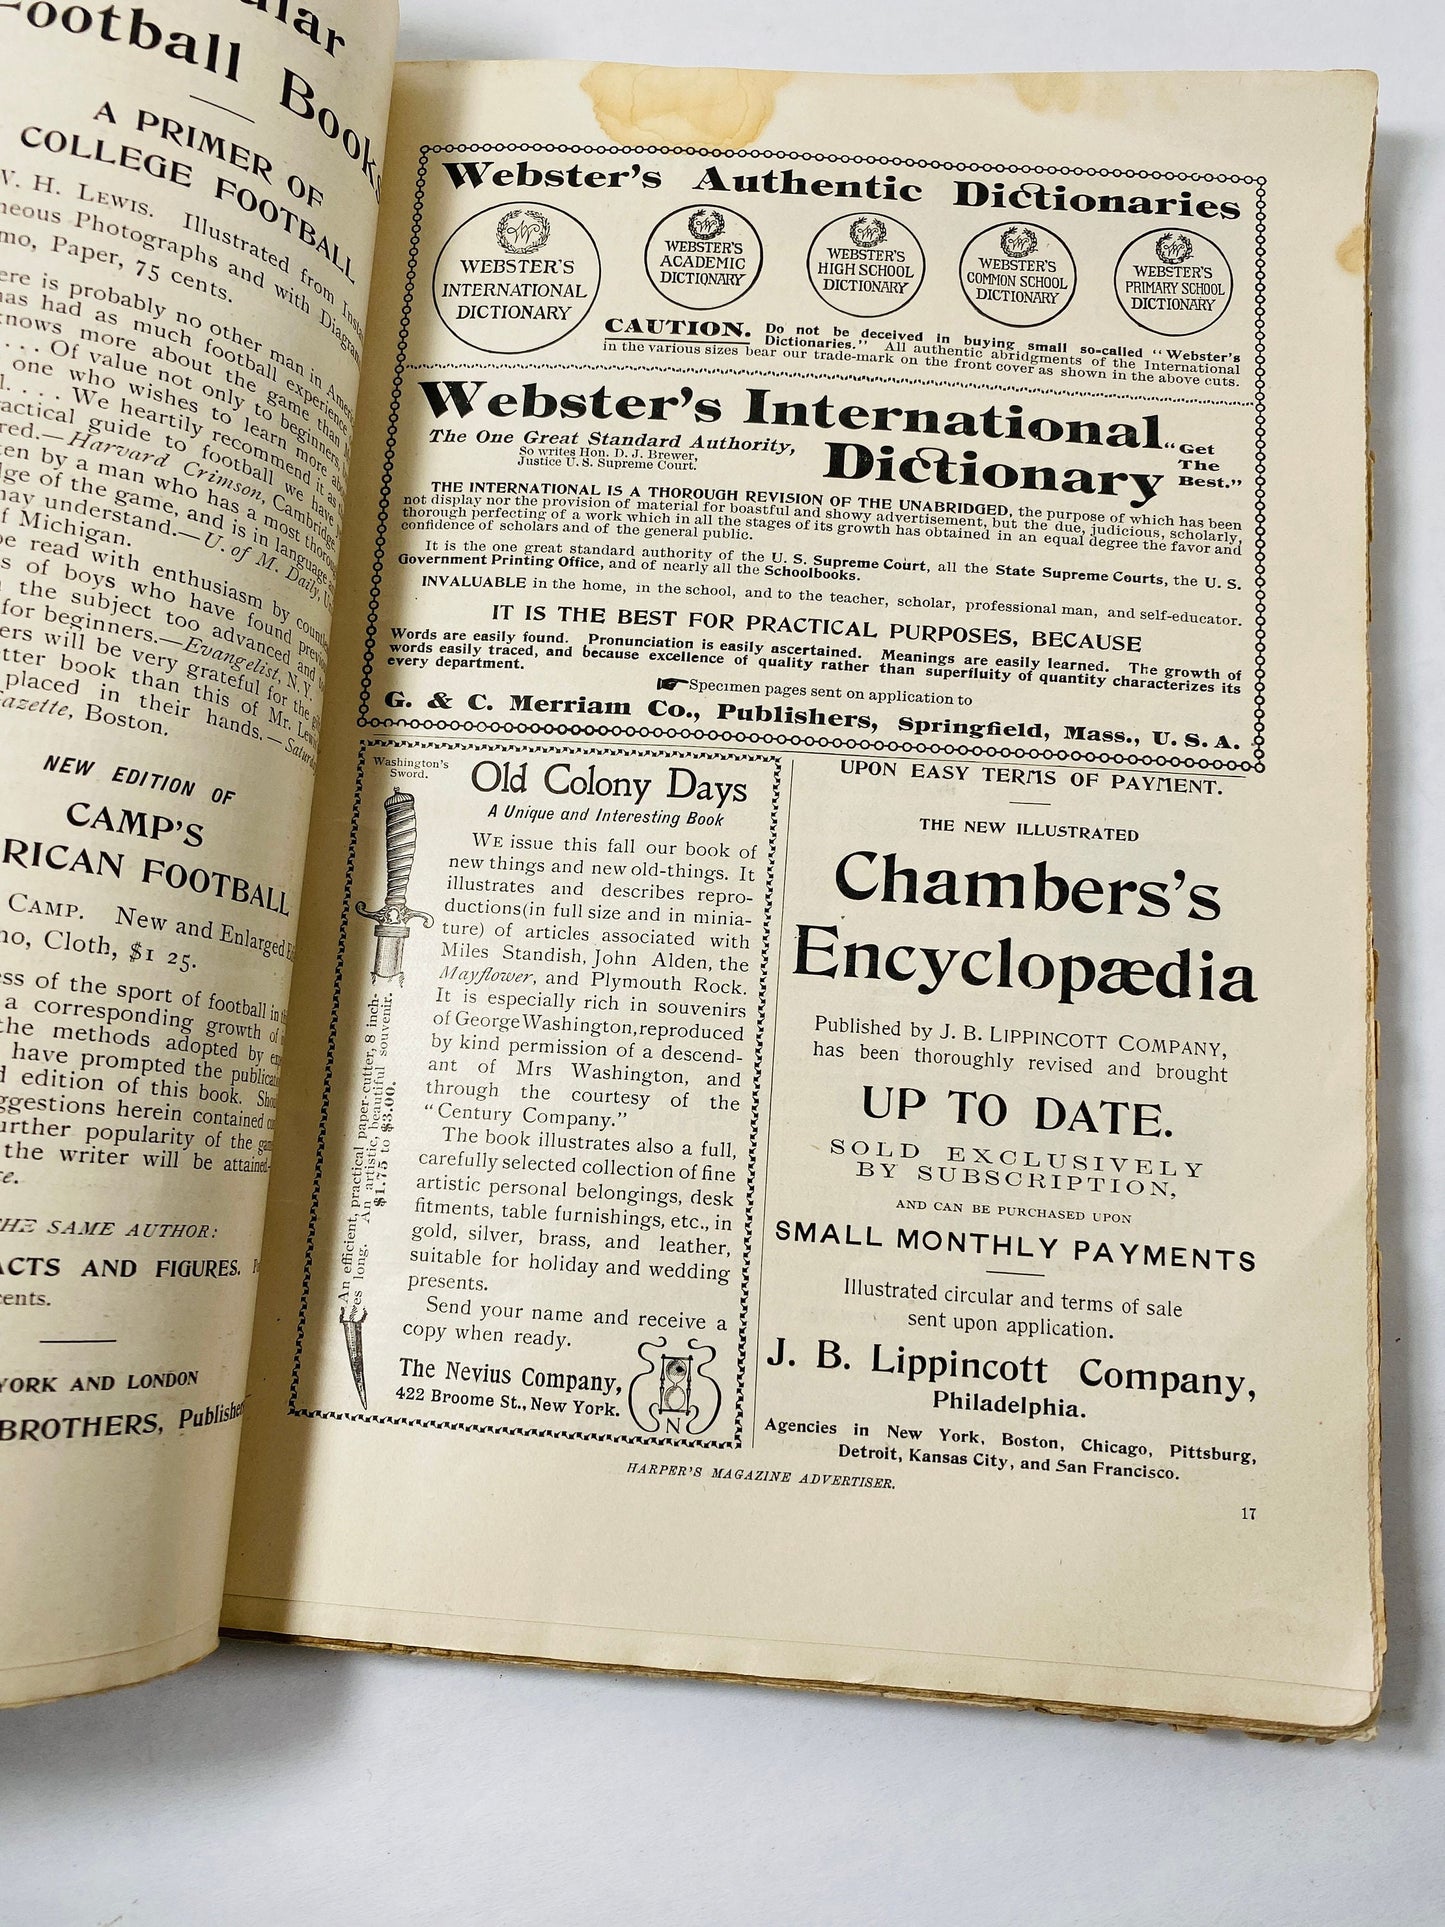 ular
Football Books
A PRIMER OF
COLLEGE FOOTBALL
W. H. LEWIS. Illustrated from
neous Photographs and with Diagrams
mo, Paper, 75 cents.
ere is probably no other man in
has had as much football experience
knows more about the game than
. . . Of value not only to beginners,
one who wishes to learn more
l. . . . We heartily recommend it as the
ractical guide to football we have
red.—Harvard Crimson, Cambridge.
ten by a man who has a most
dge of the game, and is in language
may understand.—U. of M. Daily,
f Michigan.
be read with enthusiasm by
s of boys who have found
the subject too advanced and
for beginners.—Evangelist, N. Y.
ers will be very grateful for the
etter book than this of Mr. Lewis
placed in their hands.—
azette, Boston.
NEW EDITION OF
CAMP'S
RICAN FOOTBALL
CAMP. New and Enlarged
mo, Cloth, $1 25.
ess of the sport of football in
a corresponding growth of
the methods adopted by
have prompted the
d edition of this book.
ggestions herein contained
urther popularity of the
the writer will be attained
e.
THE SAME AUTHOR:
ACTS AND FIGURES.
cents.
YORK AND LONDON
BROTHERS, Publishers
Webster's Authentic Dictionaries
WEBSTER'S
INTERNATIONAL
DICTIONARY
WEBSTER'S
ACADEMIC
DICTIONARY
WEBSTER'S
HIGH SCHOOL
DICTIONARY
WEBSTER'S
COMMON SCHOOL
DICTIONARY
WEBSTER'S
PRIMARY SCHOOL
DICTIONARY
CAUTION. Do not be deceived in buying small so-called "Webster's
Dictionaries." All authentic abridgments of the International
in the various sizes bear our trade-mark on the front cover as shown in the above cuts.
Webster's International
Dictionary
The One Great Standard Authority,
So writes Hon. D. J. Brewer,
Justice U. S. Supreme Court.
"Get
The
Best."
THE INTERNATIONAL IS A THOROUGH REVISION OF THE UNABRIDGED, the purpose of which has been
not display nor the provision of material for boastful and showy advertisement, but the due, judicious, scholarly,
thorough perfecting of a work which in all the stages of its growth has obtained in an equal degree the favor and
confidence of scholars and of the general public.
It is the one great standard authority of the U. S. Supreme Court, all the State Supreme Courts, the U. S.
Government Printing Office, and of nearly all the Schoolbooks.
INVALUABLE in the home, in the school, and to the teacher, scholar, professional man, and self-educator.
IT IS THE BEST FOR PRACTICAL PURPOSES, BECAUSE
Words are easily found. Pronunciation is easily ascertained. Meanings are easily learned. The growth of
words easily traced, and because excellence of quality rather than superfluity of quantity characterizes its
every department.
Specimen pages sent on application to
G. & C. Merriam Co., Publishers, Springfield, Mass., U. S. A.
Washington's
Sword.
An efficient, practical paper-cutter, 8 inch-
es long. An artistic, beautiful souvenir.
$1.75 to $3.00.
Old Colony Days
A Unique and Interesting Book
WE issue this fall our book of
new things and new old-things. It
illustrates and describes repro-
ductions (in full size and in minia-
ture) of articles associated with
Miles Standish, John Alden, the
Mayflower, and Plymouth Rock.
It is especially rich in souvenirs
of George Washington, reproduced
by kind permission of a descend-
ant of Mrs Washington, and
through the courtesy of the
"Century Company."
The book illustrates also a full,
carefully selected collection of fine
artistic personal belongings, desk
fitments, table furnishings, etc., in
gold, silver, brass, and leather,
suitable for holiday and wedding
presents.
Send your name and receive a
copy when ready.
The Nevius Company,
422 Broome St., New York.
N
UPON EASY TERMS OF PAYMENT.
THE NEW ILLUSTRATED
Chambers's
Encyclopædia
Published by J. B. LIPPINCOTT COMPANY,
has been thoroughly revised and brought
UP TO DATE.
SOLD EXCLUSIVELY
BY SUBSCRIPTION,
AND CAN BE PURCHASED UPON
SMALL MONTHLY PAYMENTS
Illustrated circular and terms of sale
sent upon application.
J. B. Lippincott Company,
Philadelphia.
Agencies in New York, Boston, Chicago, Pittsburg,
Detroit, Kansas City, and San Francisco.
HARPER'S MAGAZINE ADVERTISER.
17